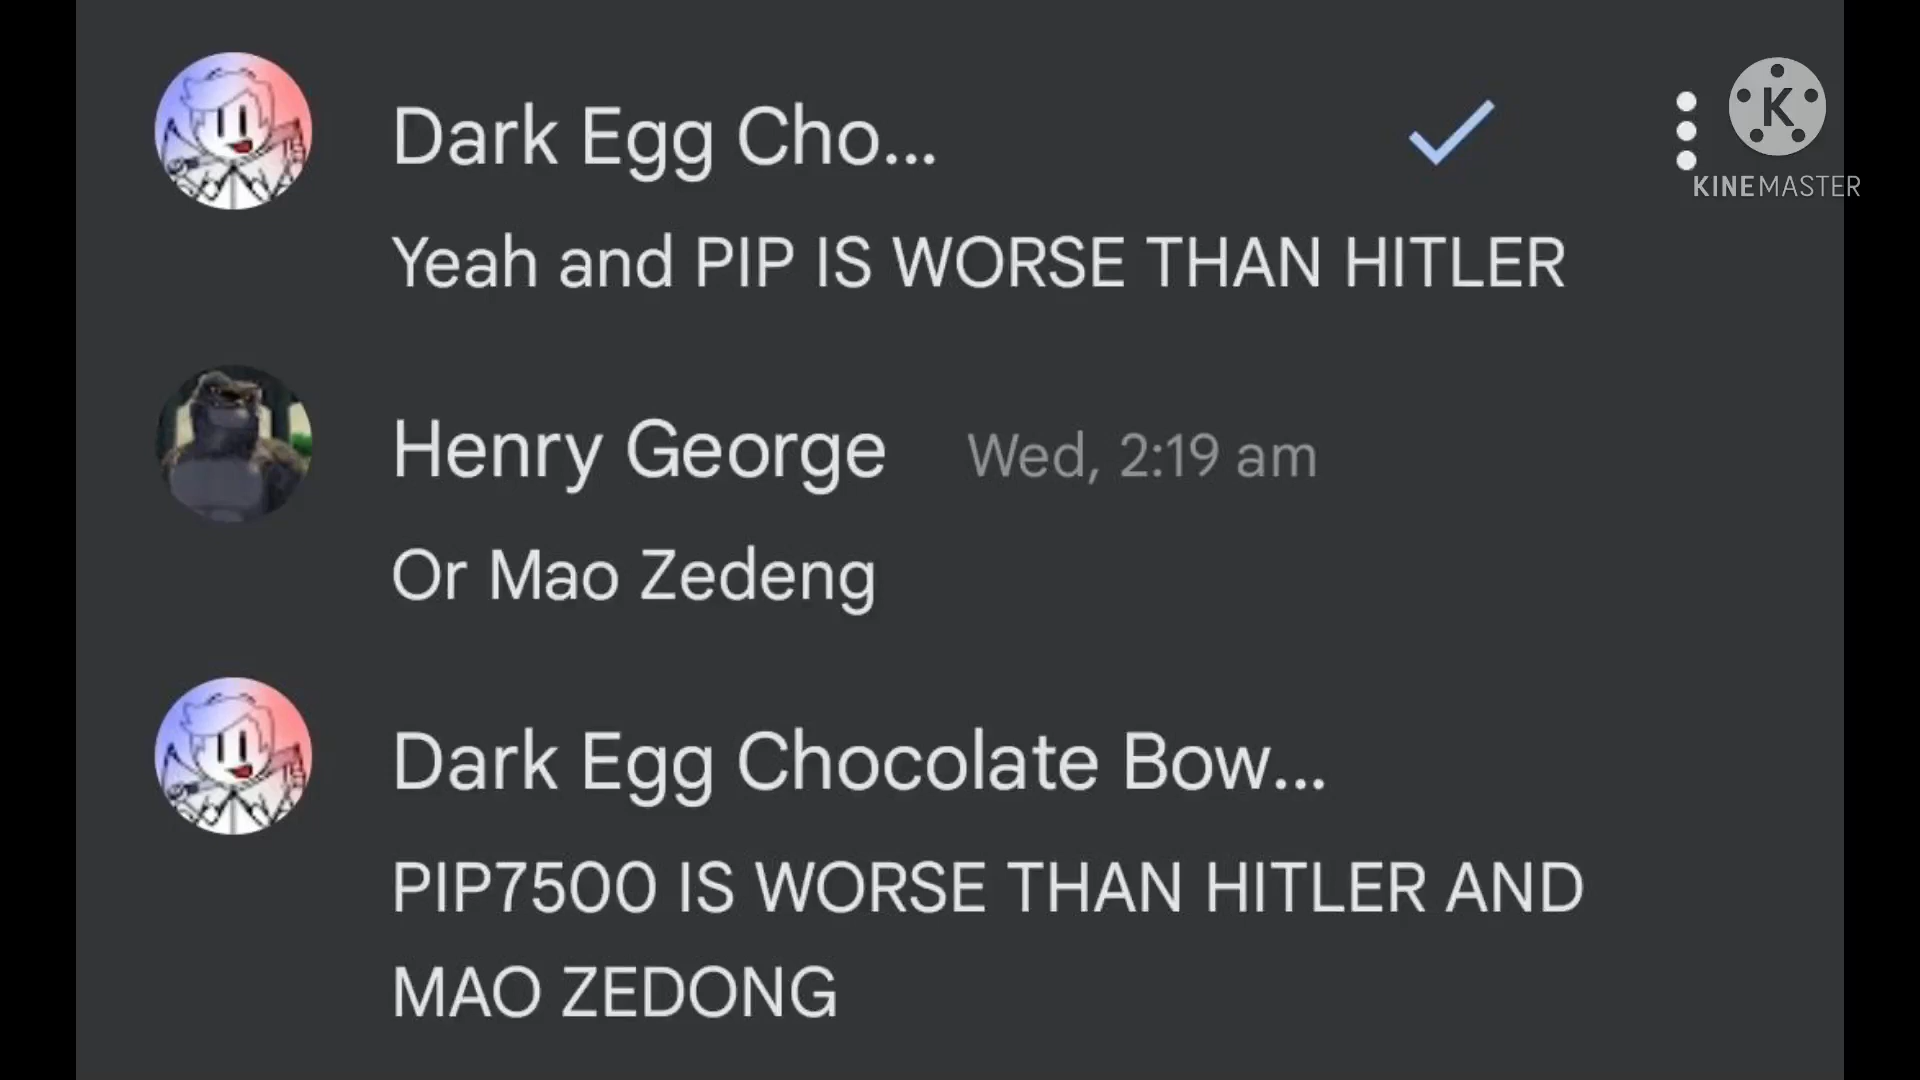 Dark Egg Cho...
K
KINEMASTER
Yeah and PIP IS WORSE THAN HITLER
Henry George Wed, 2:19 am
Or Mao Zedeng
Dark Egg Chocolate Bow...
PIP7500 IS WORSE THAN HITLER AND
MAO ZEDONG